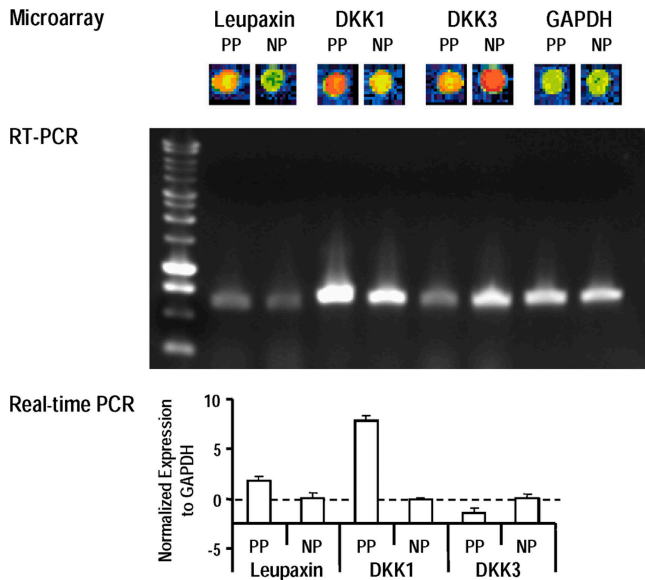 Microarray Leupaxin DKK1 DKK3 GAPDH
PP NP PP NP PP NP PP NP
RT-PCR
Real-time PCR
Normalized Expression
to GAPDH
10
5
0
-5
PP NP PP NP PP NP
Leupaxin DKK1 DKK3